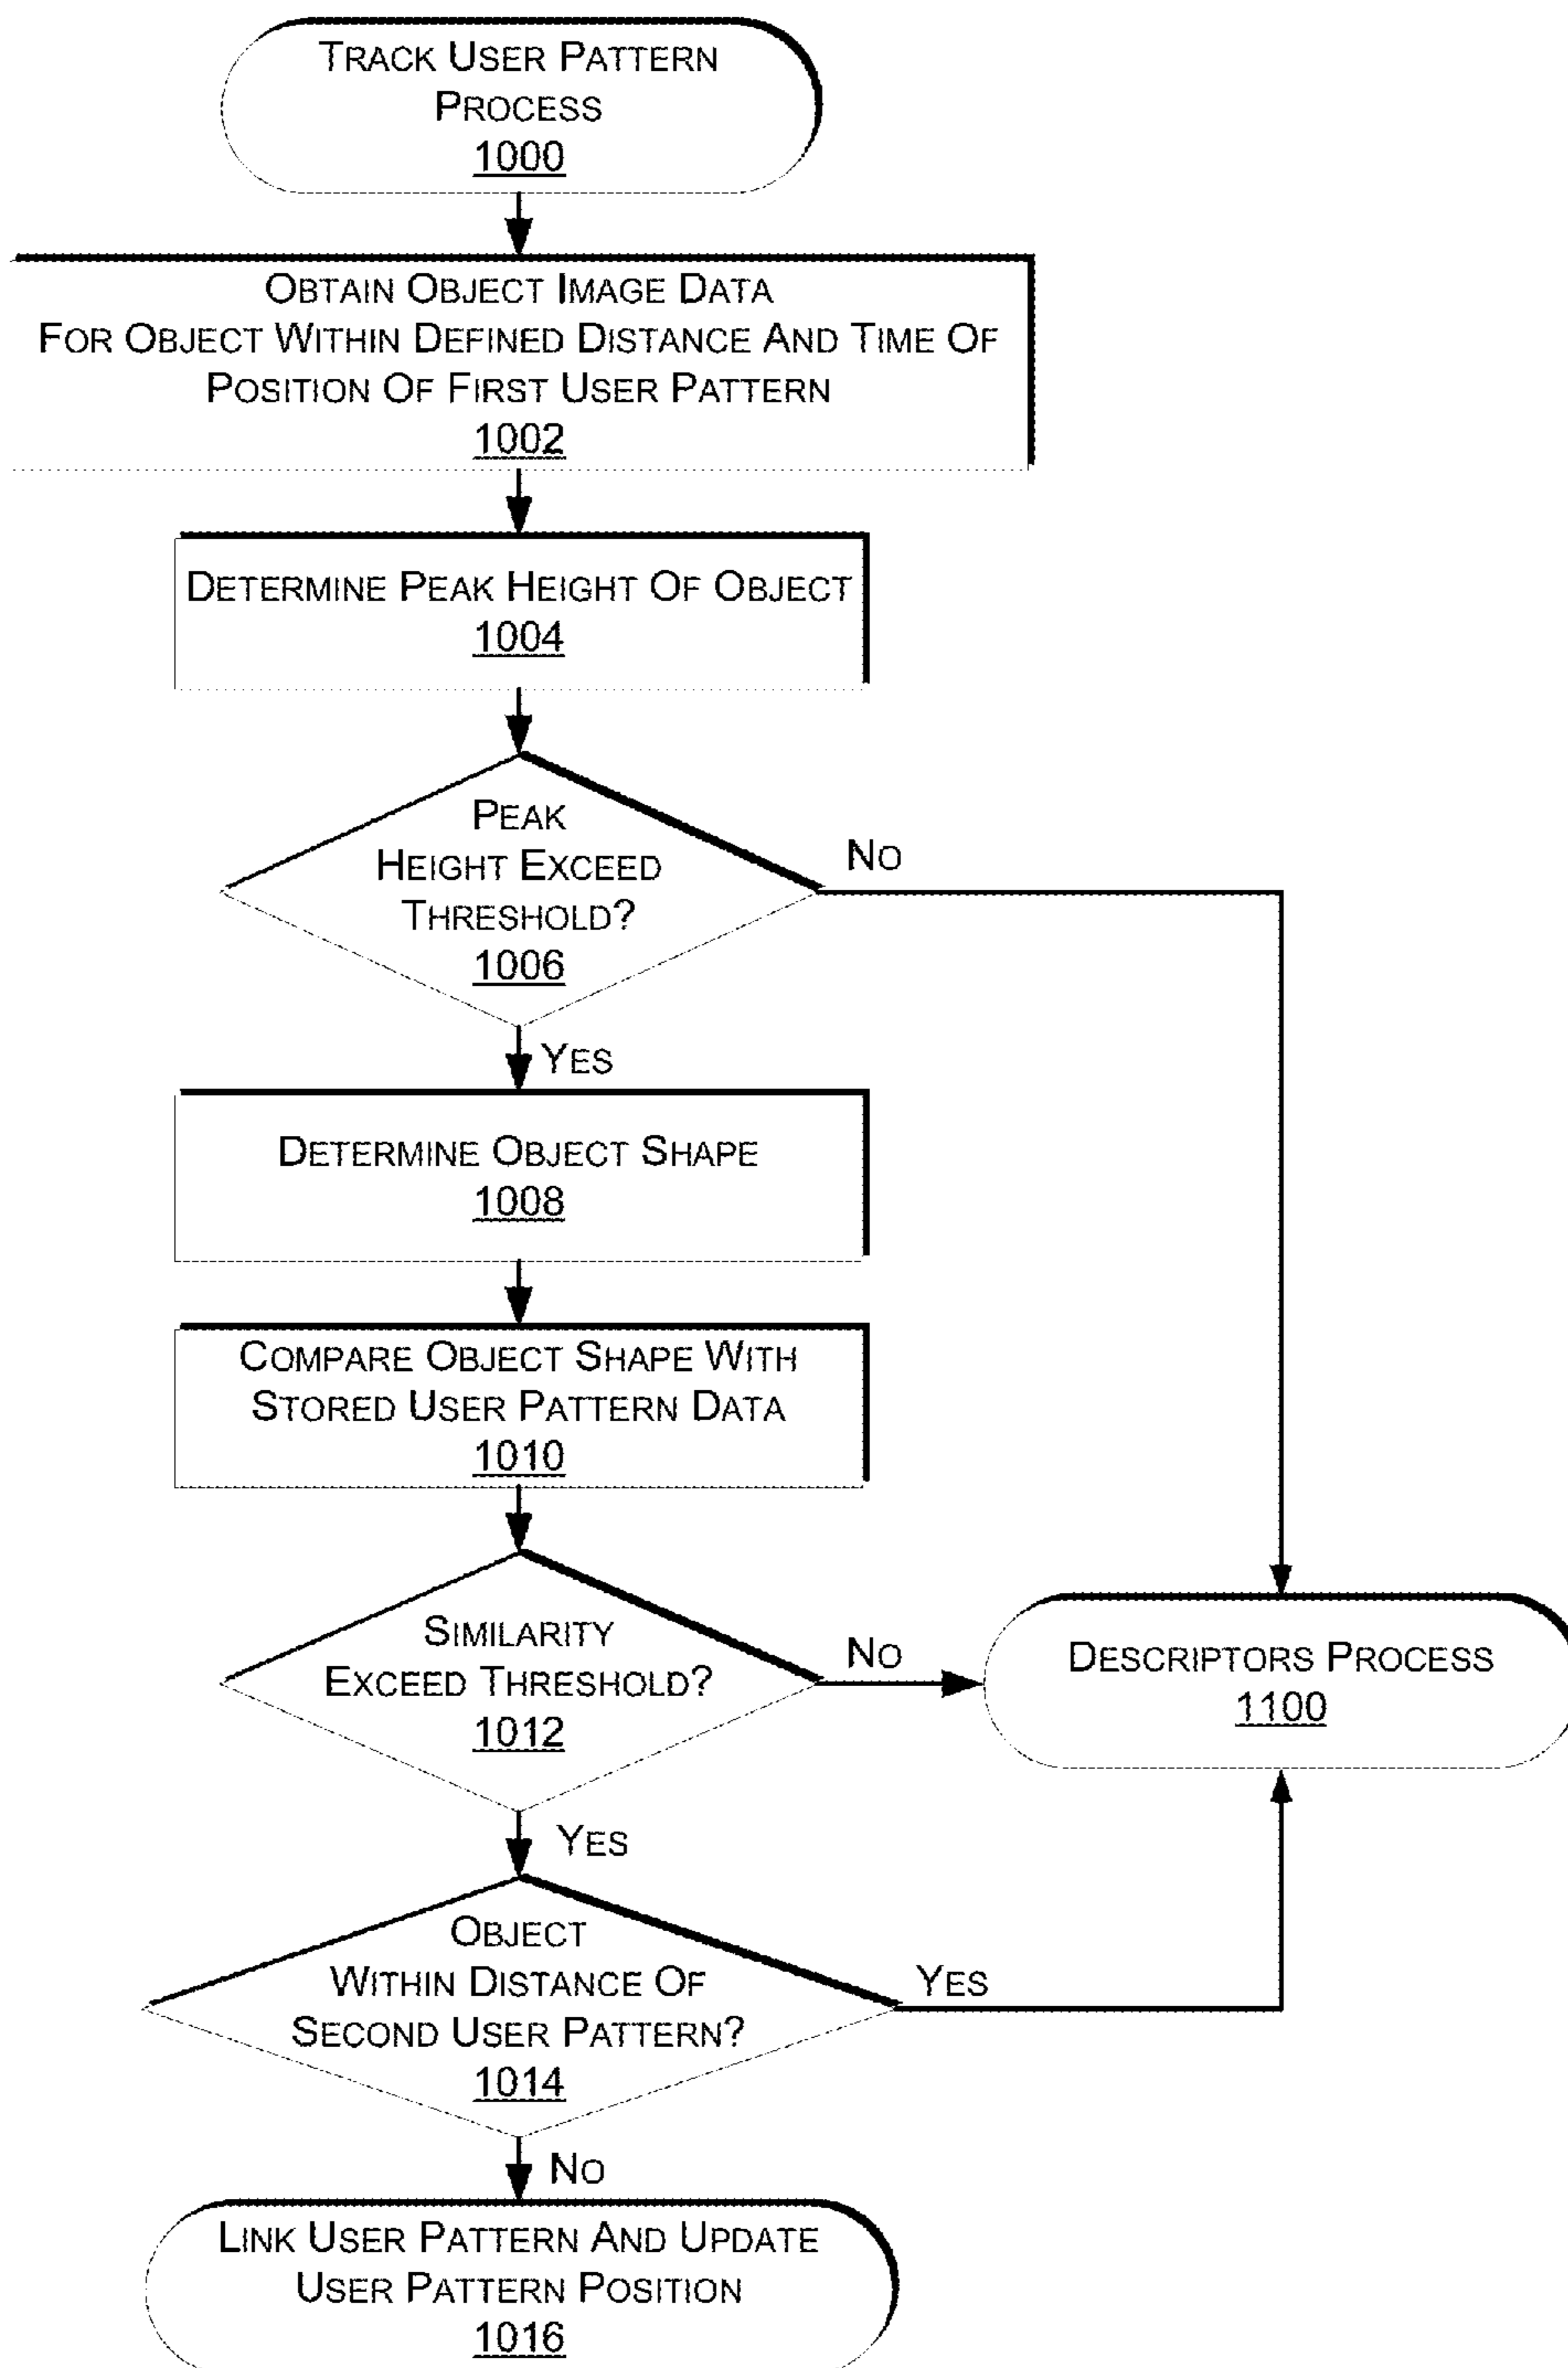 TRACK USER PATTERN
PROCESS
1000
OBTAIN OBJECT IMAGE DATA
FOR OBJECT WITHIN DEFINED DISTANCE AND TIME OF
POSITION OF FIRST USER PATTERN
1002
DETERMINE PEAK HEIGHT OF OBJECT
1004
PEAK
HEIGHT EXCEED
THRESHOLD?
1006
NO
YES
DETERMINE OBJECT SHAPE
1008
COMPARE OBJECT SHAPE WITH
STORED USER PATTERN DATA
1010
SIMILARITY
EXCEED THRESHOLD?
1012
NO
DESCRIPTORS PROCESS
1100
YES
OBJECT
WITHIN DISTANCE OF
SECOND USER PATTERN?
1014
YES
NO
LINK USER PATTERN AND UPDATE
USER PATTERN POSITION
1016